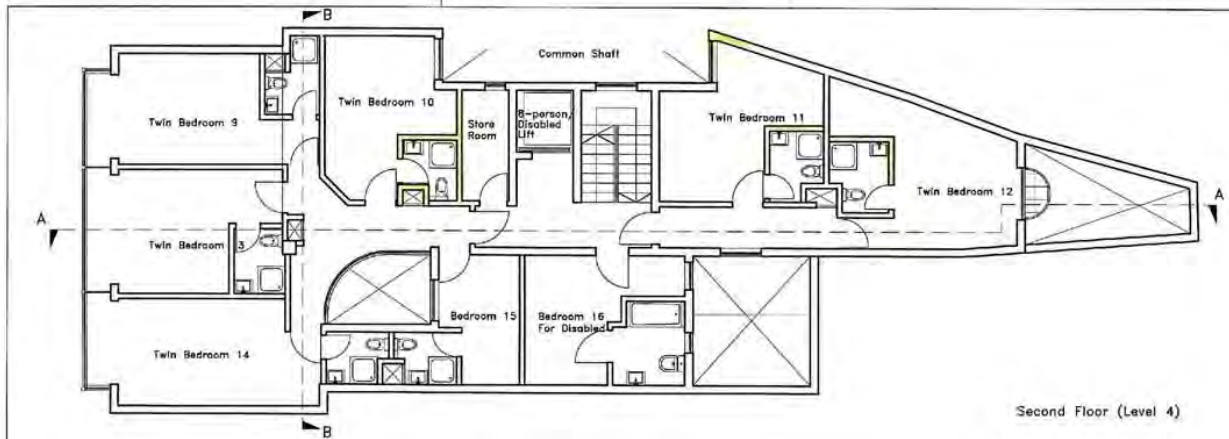 B
Common Shaft
Twin Bedroom 10
Twin Bedroom 9
Store
Room
8-person,
Disabled
Lift
Twin Bedroom 11
Twin Bedroom 12
A
A
Twin Bedroom 3
Twin Bedroom 14
Bedroom 15
Bedroom 16
For Disabled
Second Floor (Level 4)
B